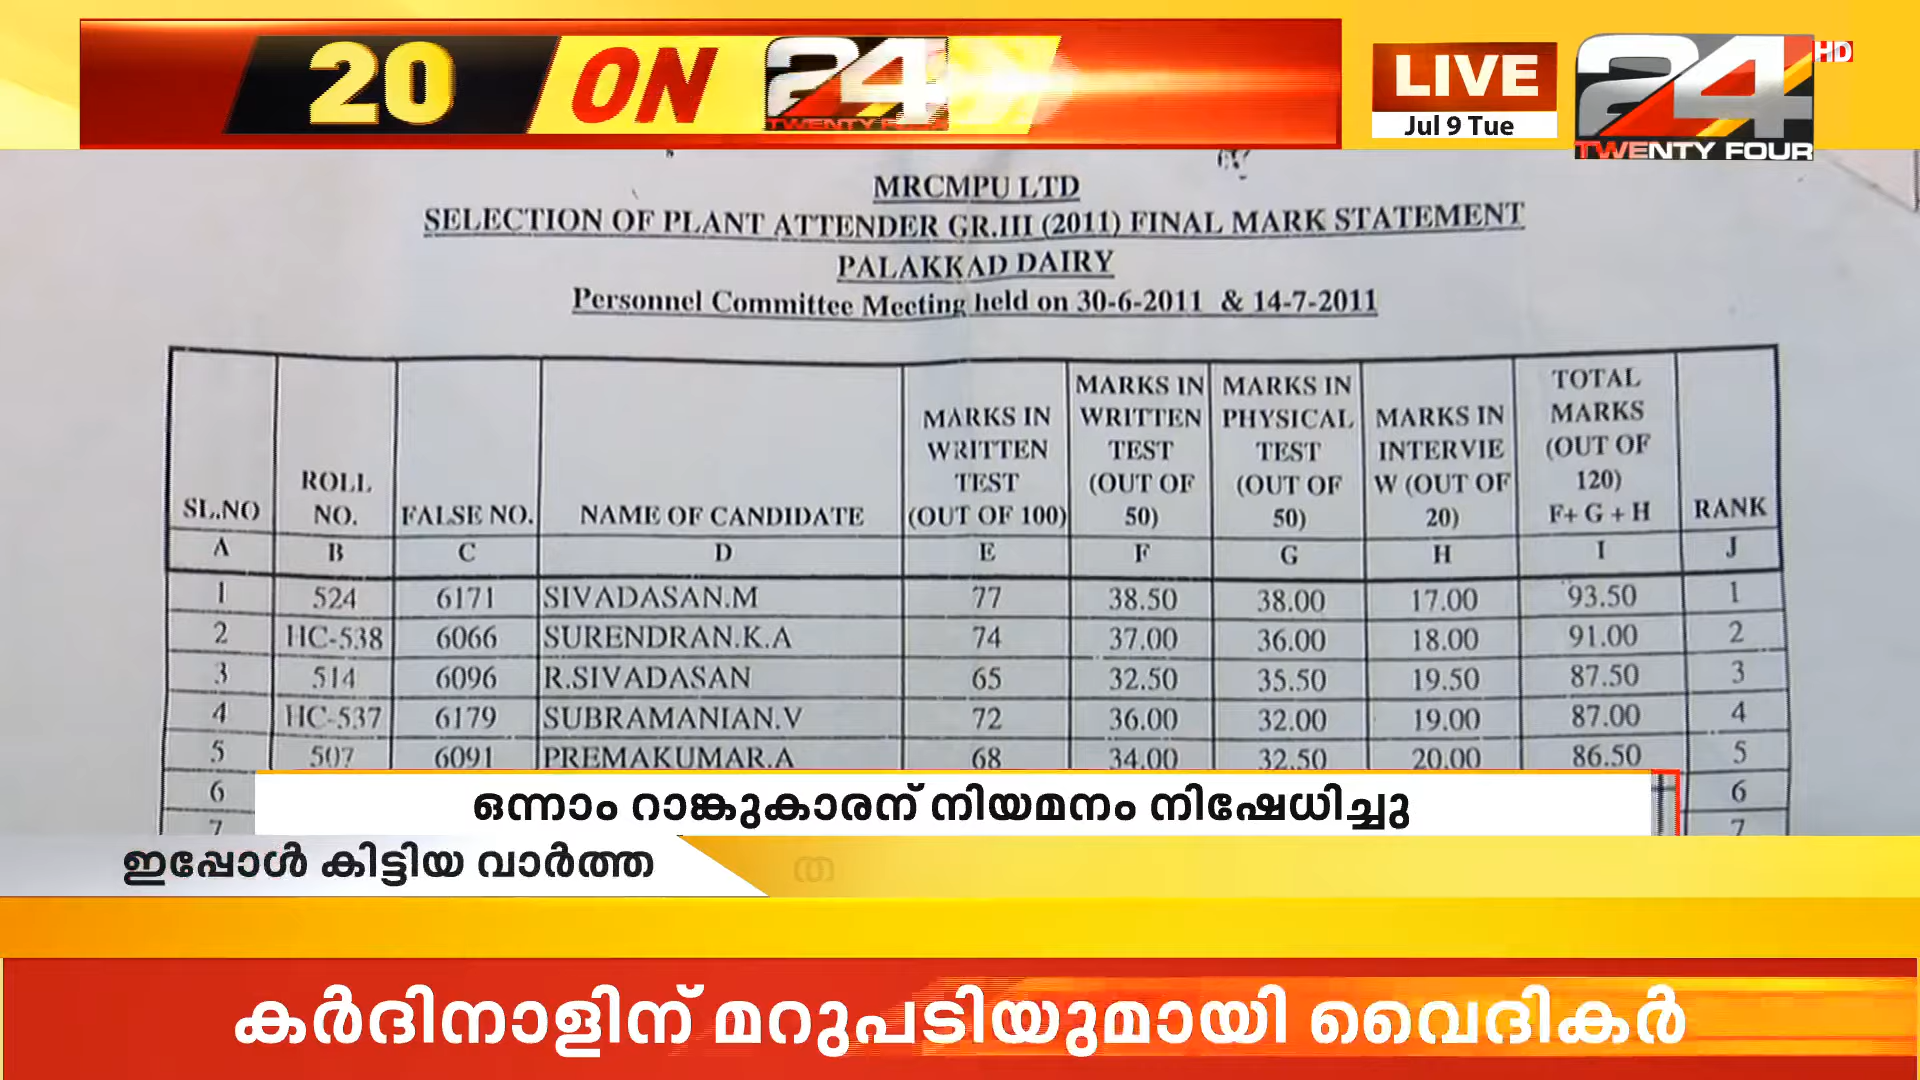 20 ON 24
TWENTY FOUR
LIVE
Jul 9 Tue
24 HD
TWENTY FOUR
MRCMPU LTD
SELECTION OF PLANT ATTENDER GR.III (2011) FINAL MARK STATEMENT
PALAKKAD DAIRY
Personnel Committee Meeting held on 30-6-2011 & 14-7-2011
SL.NO
ROLL
NO.
FALSE NO.
NAME OF CANDIDATE
MARKS IN
WRITTEN
TEST
(OUT OF 100)
MARKS IN
WRITTEN
TEST
(OUT OF
50)
MARKS IN
PHYSICAL
TEST
(OUT OF
50)
MARKS IN
INTERVIE
W (OUT OF
20)
TOTAL
MARKS
(OUT OF
120)
F+ G + H
RANK
A B C D E F G H I J
1 524 6171 SIVADASAN.M 77 38.50 38.00 17.00 93.50 1
2 HC-538 6066 SURENDRAN.K.A 74 37.00 36.00 18.00 91.00 2
3 514 6096 R.SIVADASAN 65 32.50 35.50 19.50 87.50 3
4 HC-537 6179 SUBRAMANIAN.V 72 36.00 32.00 19.00 87.00 4
5 507 6091 PREMAKUMAR.A 68 34.00 32.50 20.00 86.50 5
6 6
7 7
ഒന്നാം റാങ്കുകാരന് നിയമനം നിഷേധിച്ചു
ഇപ്പോൾ കിട്ടിയ വാർത്ത
ത
കർദിനാളിന് മറുപടിയുമായി വൈദികർ